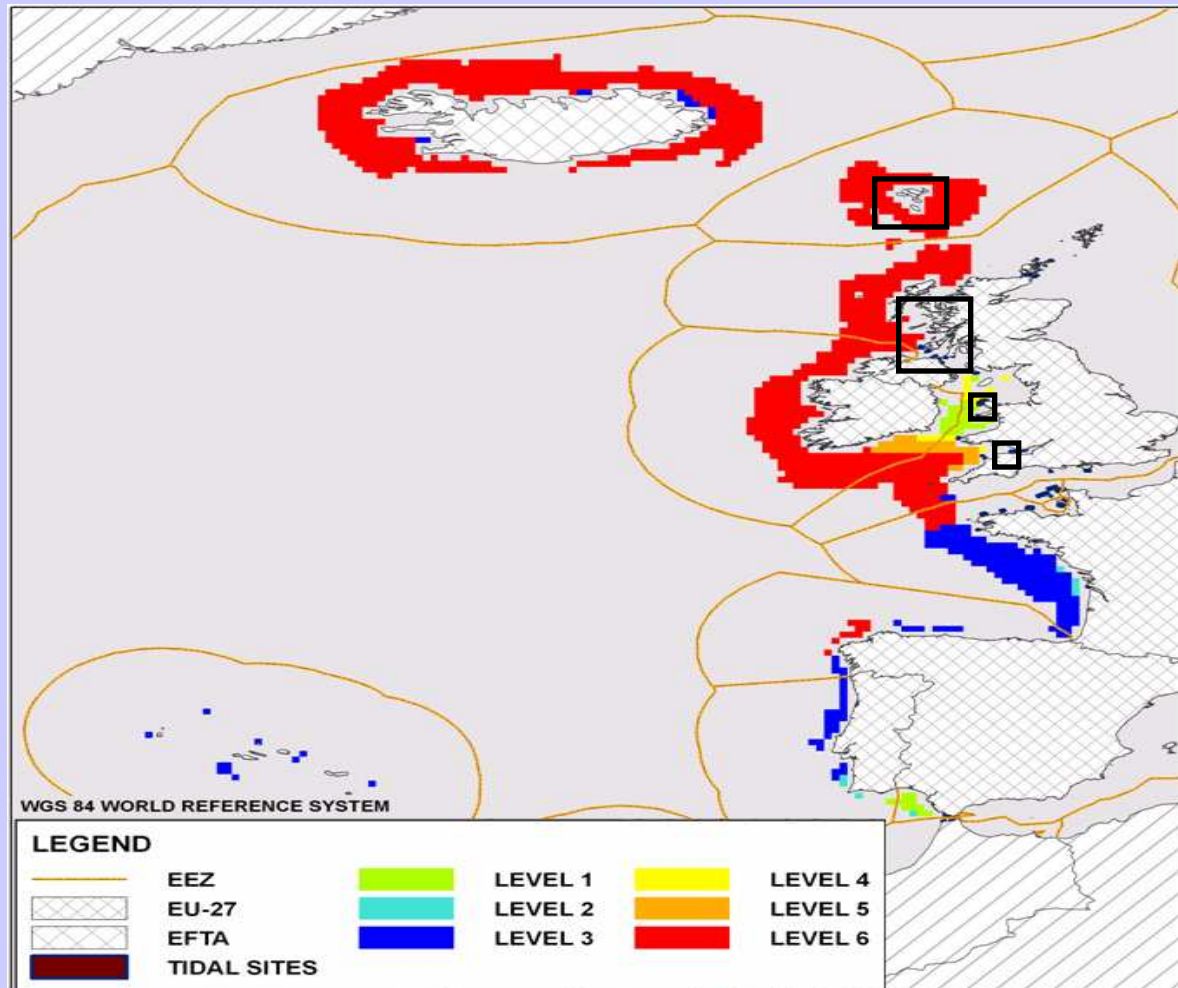 WGS 84 WORLD REFERENCE SYSTEM
LEGEND
EEZ LEVEL 1 LEVEL 4
EU-27 LEVEL 2 LEVEL 5
EFTA LEVEL 3 LEVEL 6
TIDAL SITES